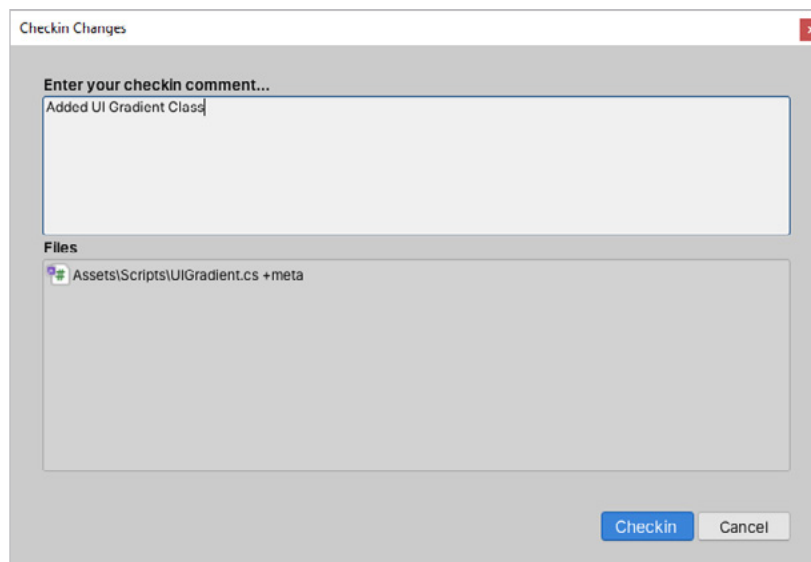 Checkin Changes
Enter your checkin comment...
Added UI Gradient Class
Files
Assets\Scripts\UIGradient.cs +meta
Checkin
Cancel